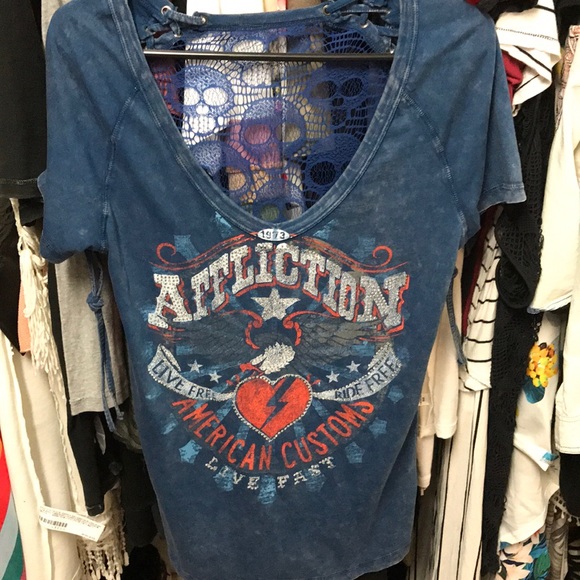 1973
AFFLICTION
LIVE FREE
RIDE FREE
AMERICAN CUSTOMS
LIVE FAST